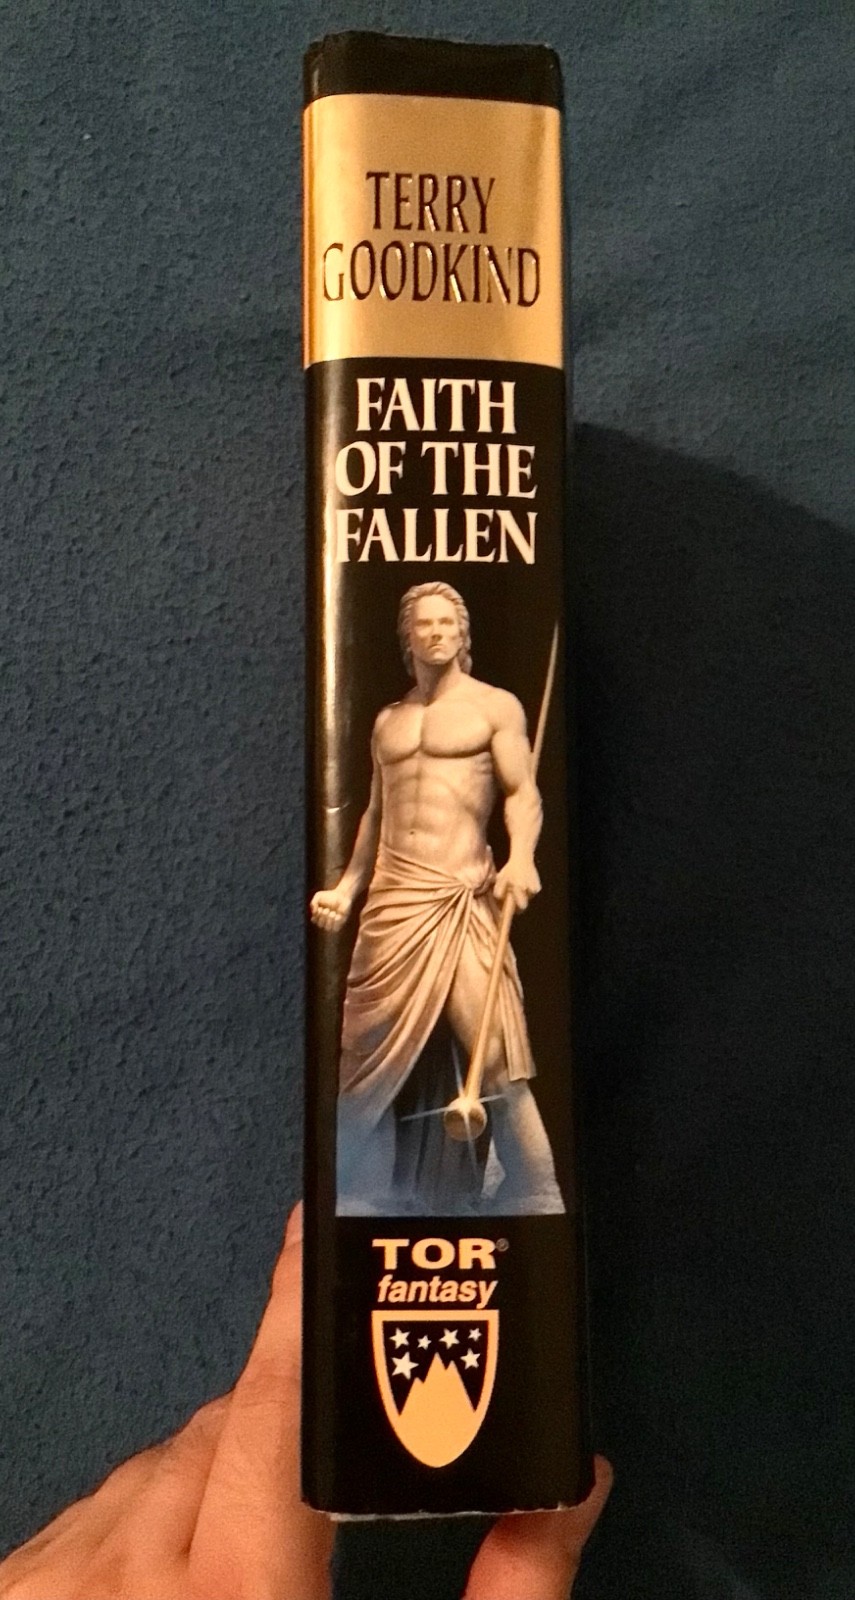 TERRY
GOODKIND
FAITH
OF THE
FALLEN
TOR®
fantasy